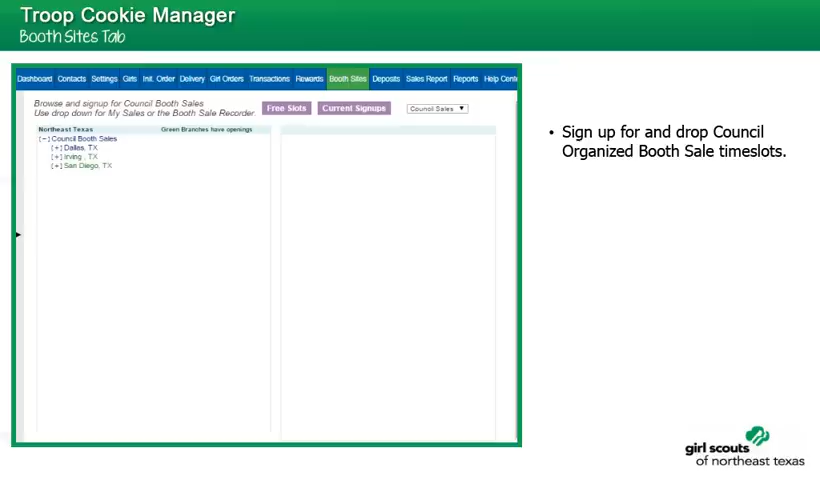 Troop Cookie Manager
Booth Sites Tab
Dashboard Contacts Settings Girls Init. Order Delivery Girl Orders Transactions Rewards Booth Sites Deposits Sales Report Reports Help Cente
Browse and signup for Council Booth Sales
Use drop down for My Sales or the Booth Sale Recorder.
Free Slots Current Signups Council Sales
Northeast Texas Green Branches have openings
[−] Council Booth Sales
[+] Dallas, TX
[+] Irving , TX
[+] San Diego, TX
• Sign up for and drop Council
Organized Booth Sale timeslots.
girl scouts
of northeast texas